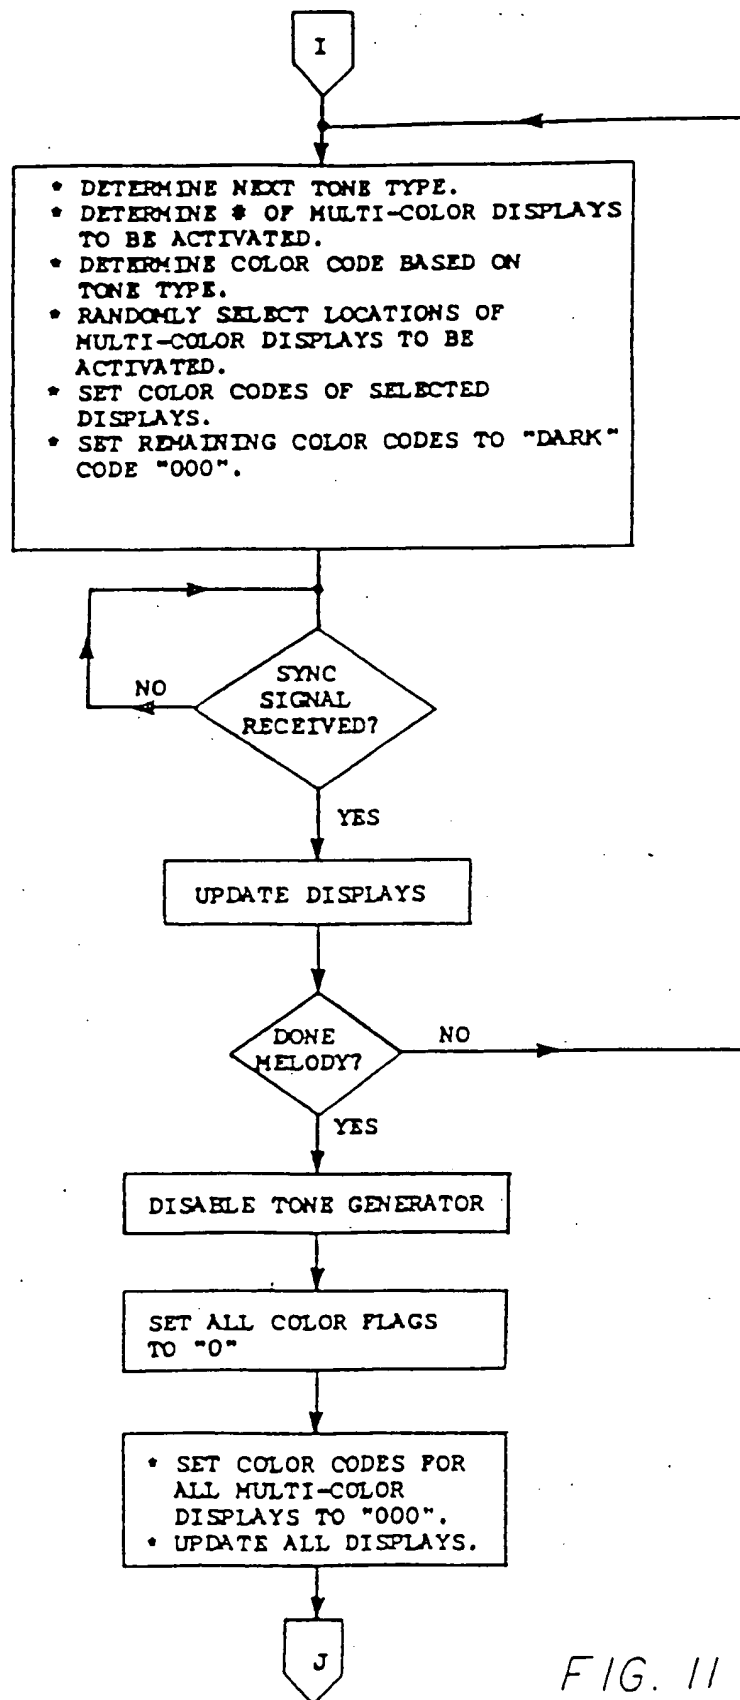 I
* DETERMINE NEXT TONE TYPE.
* DETERMINE # OF MULTI-COLOR DISPLAYS
TO BE ACTIVATED.
* DETERMINE COLOR CODE BASED ON
TONE TYPE.
* RANDOMLY SELECT LOCATIONS OF
MULTI-COLOR DISPLAYS TO BE
ACTIVATED.
* SET COLOR CODES OF SELECTED
DISPLAYS.
* SET REMAINING COLOR CODES TO "DARK"
CODE "000".
SYNC
SIGNAL
RECEIVED?
NO
YES
UPDATE DISPLAYS
DONE
MELODY?
NO
YES
DISABLE TONE GENERATOR
SET ALL COLOR FLAGS
TO "0"
* SET COLOR CODES FOR
ALL MULTI-COLOR
DISPLAYS TO "000".
* UPDATE ALL DISPLAYS.
J
FIG. 11